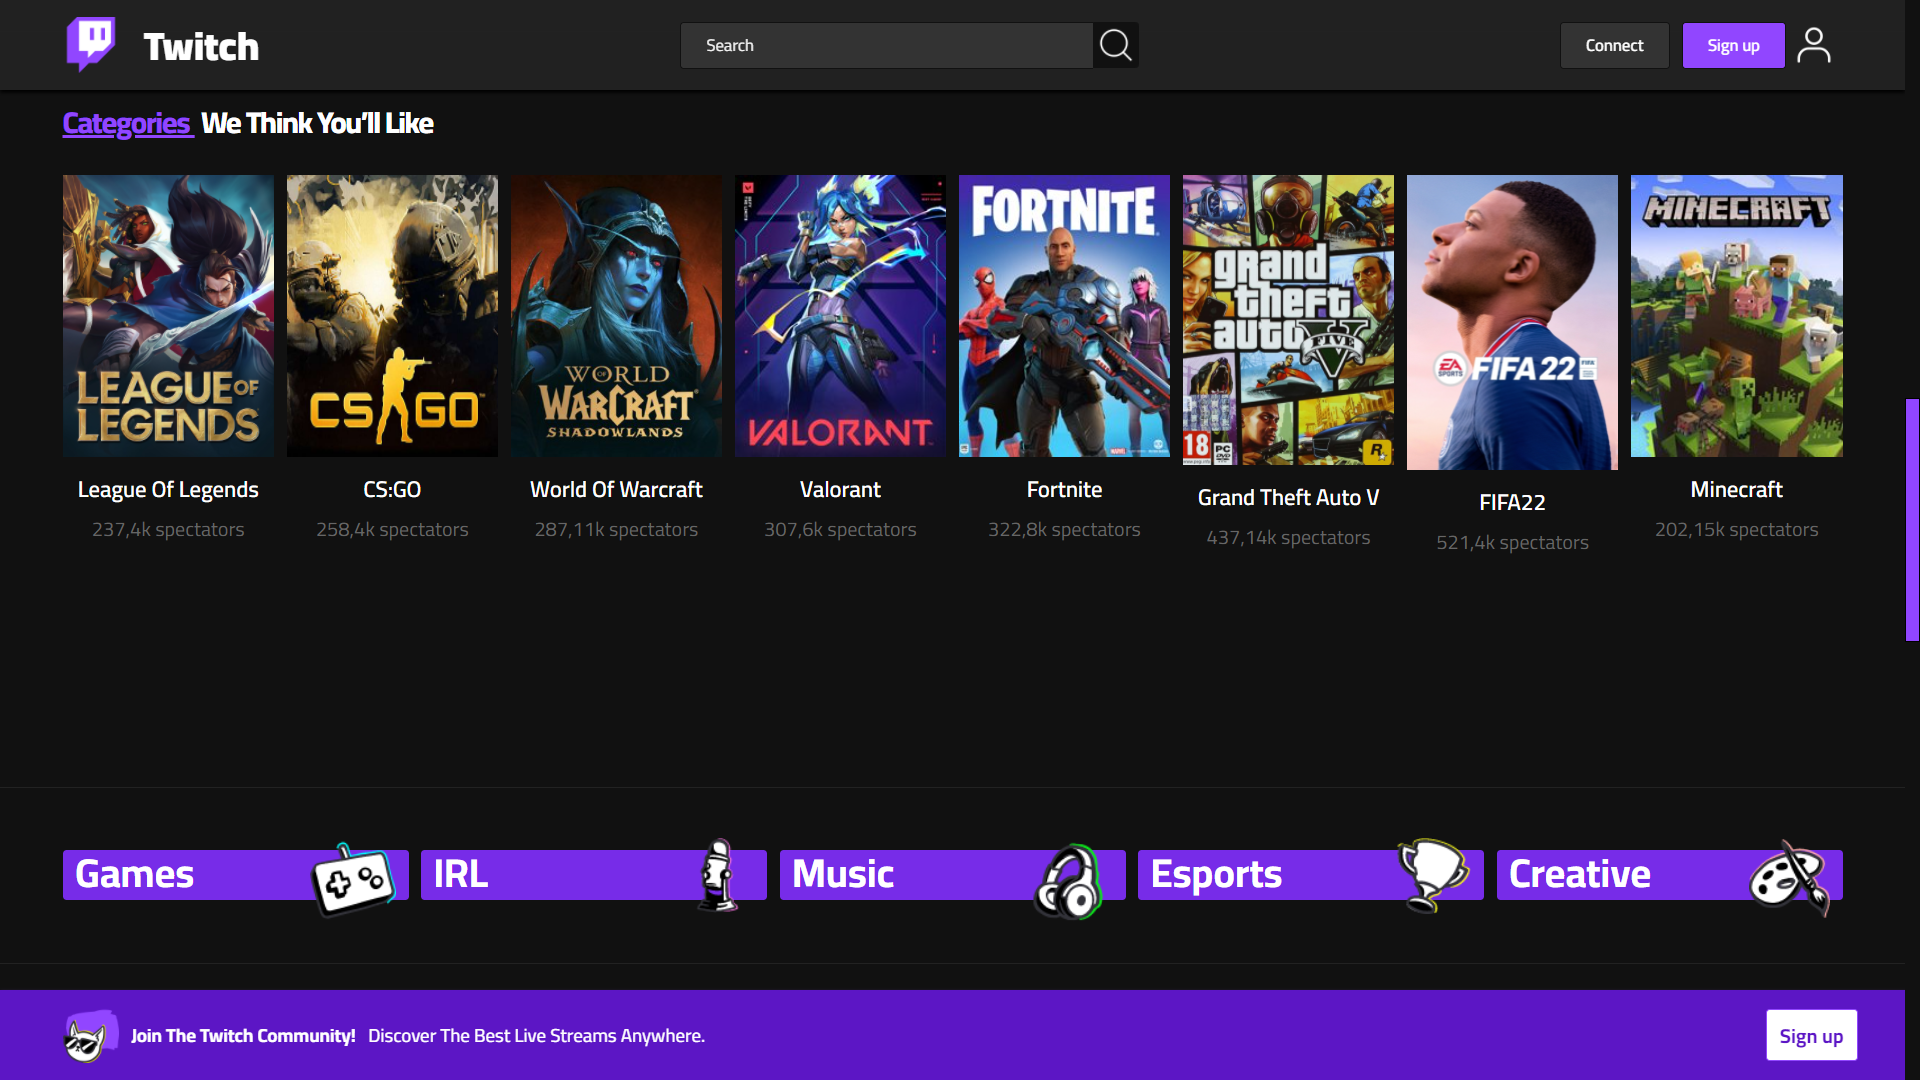 Twitch
Search
Connect
Sign up
Categories We Think You'll Like
LEAGUE OF
LEGENDS
CS GO
WORLD OF
WARCRAFT
SHADOWLANDS
VALORANT
FORTNITE
grand
theft
auto
FIVE
18
PC
R
EA
SPORTS
FIFA 22
MINECRAFT
League Of Legends
237,4k spectators
CS:GO
258,4k spectators
World Of Warcraft
287,11k spectators
Valorant
307,6k spectators
Fortnite
322,8k spectators
Grand Theft Auto V
437,14k spectators
FIFA22
521,4k spectators
Minecraft
202,15k spectators
Games
IRL
Music
Esports
Creative
Join The Twitch Community! Discover The Best Live Streams Anywhere.
Sign up